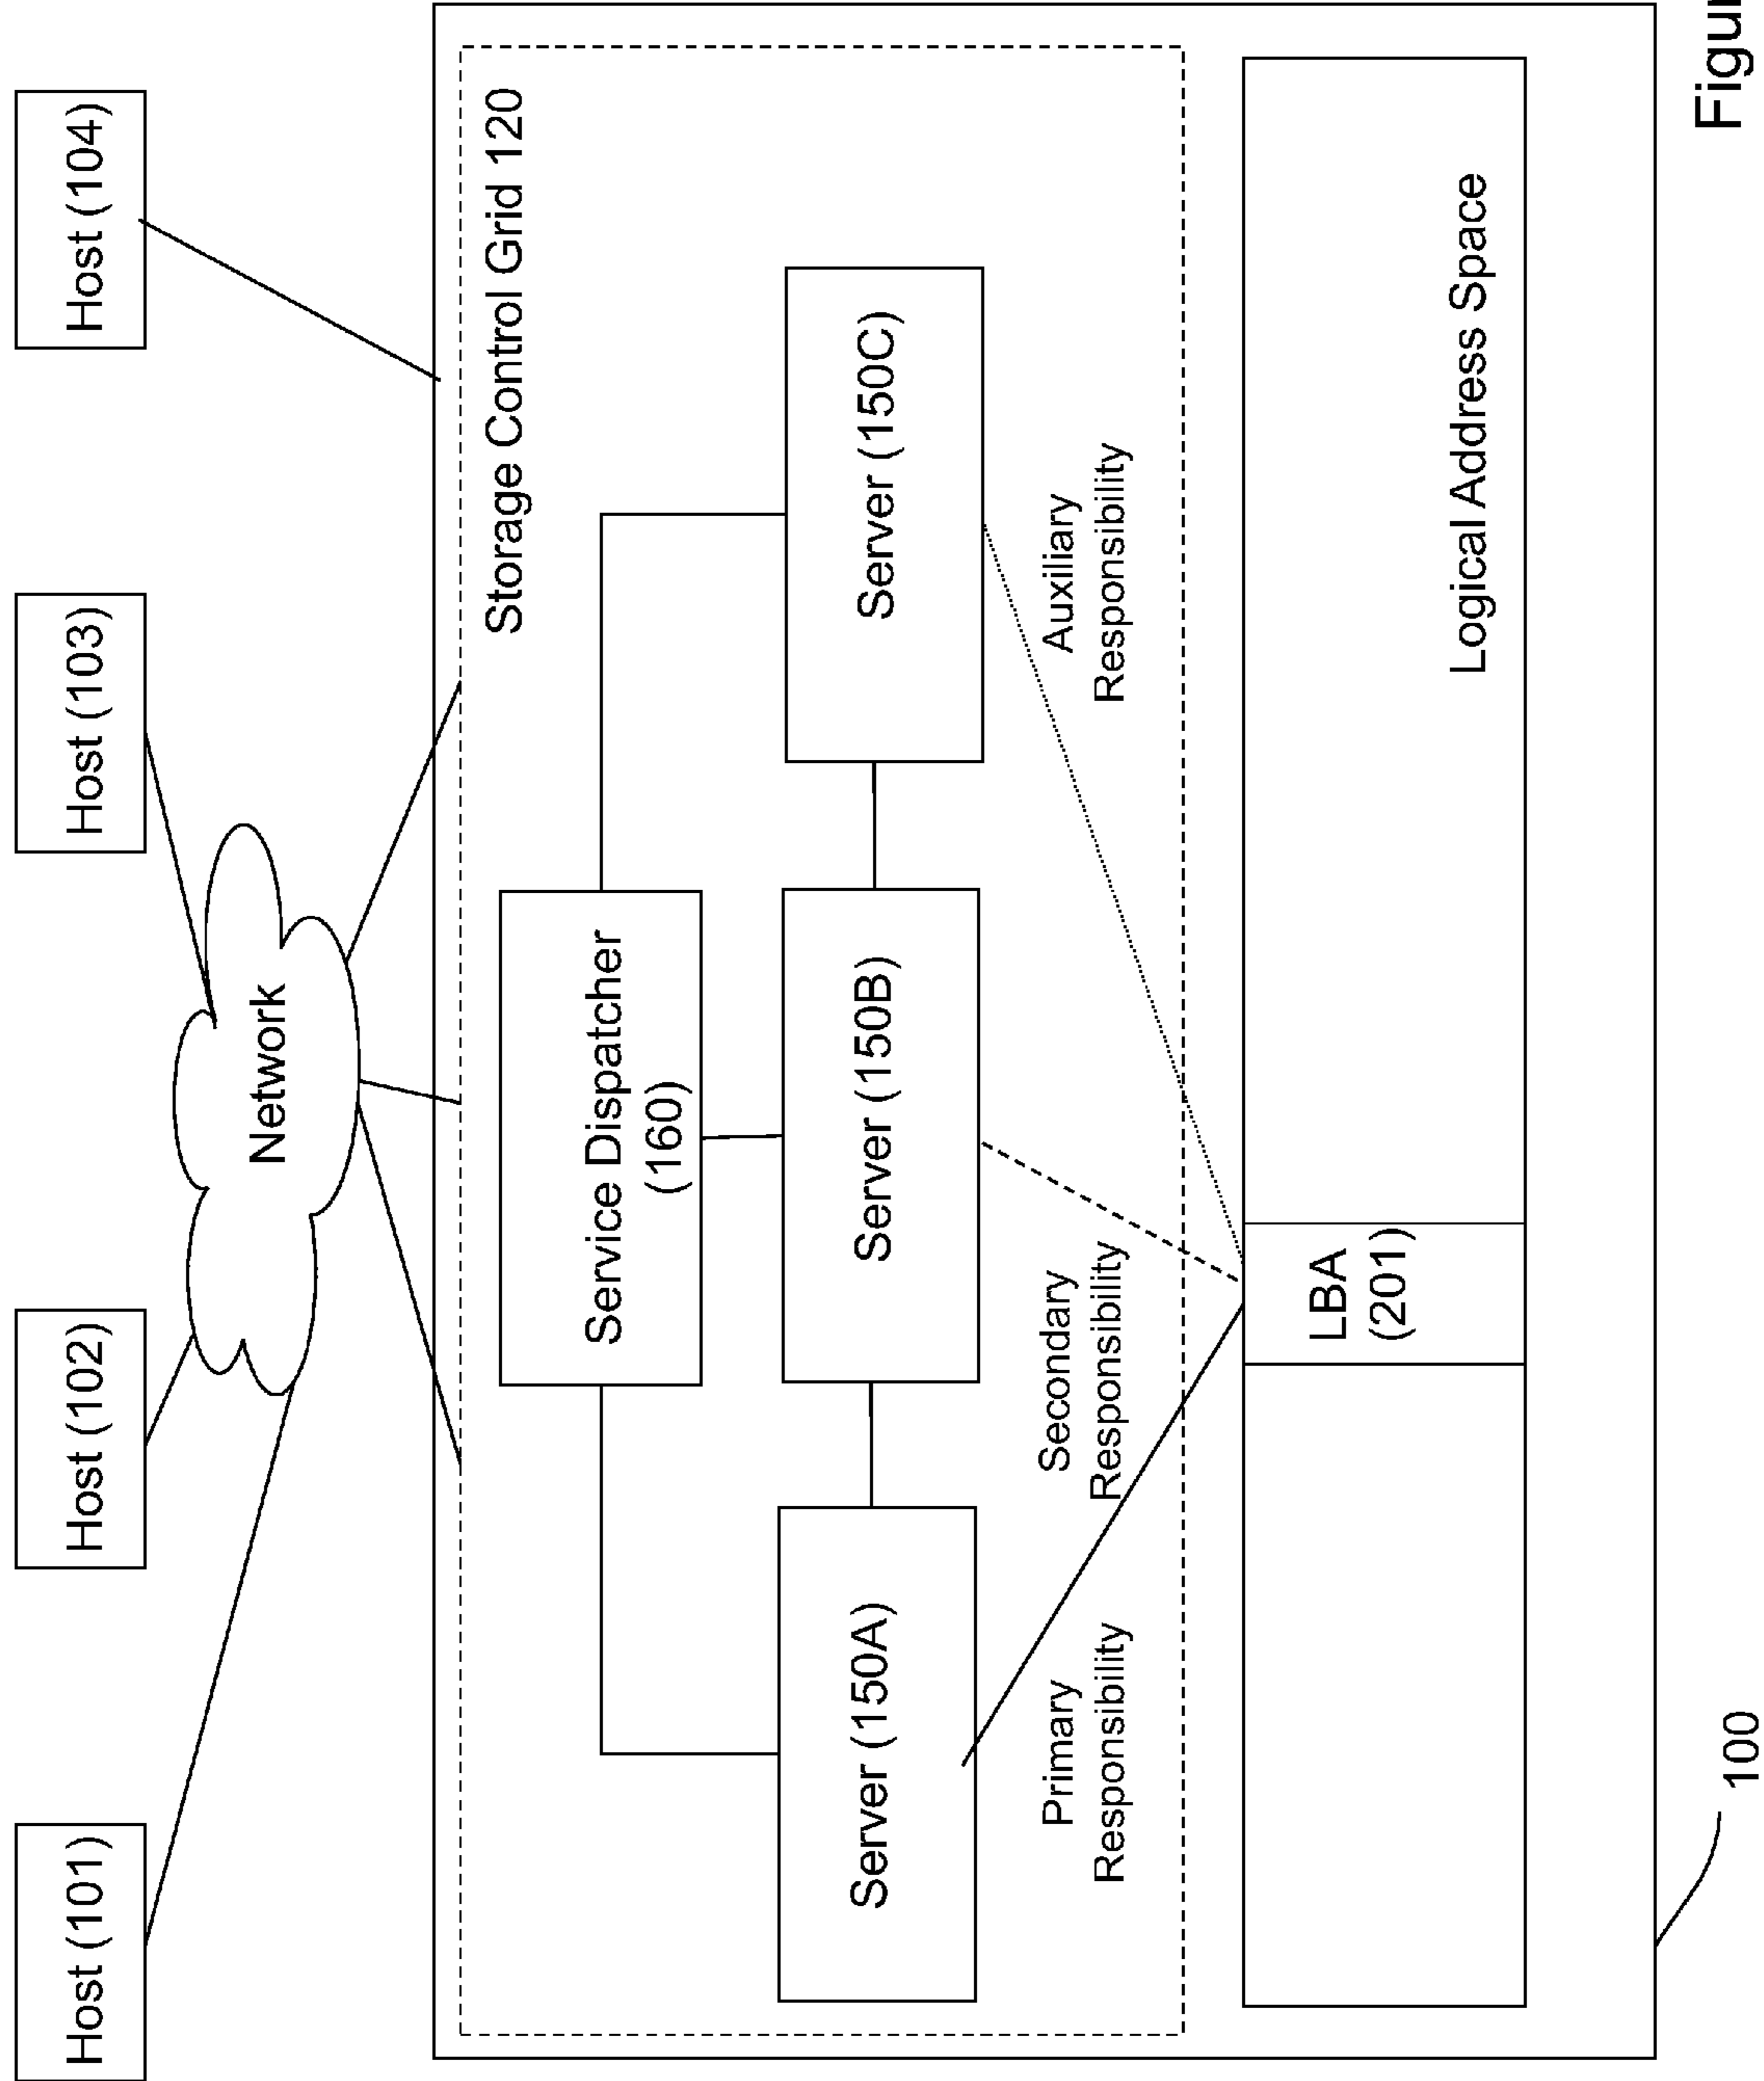 Host (101)
Host (102)
Host (103)
Host (104)
Network
Storage Control Grid 120
Service Dispatcher
(160)
Server (150A)
Server (150B)
Server (150C)
Primary
Responsibility
Secondary
Responsibility
Auxiliary
Responsibility
LBA
(201)
Logical Address Space
100